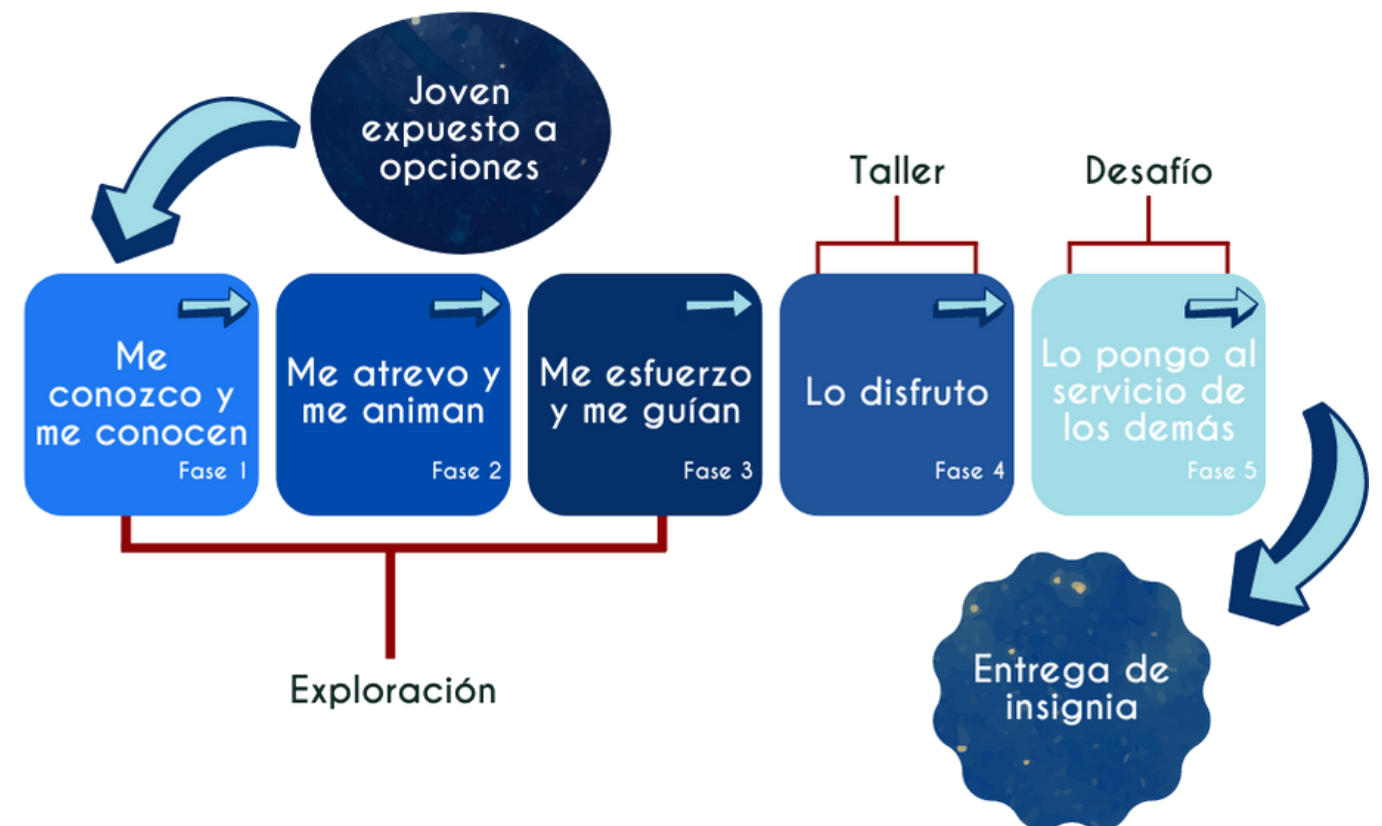 Joven
expuesto a
opciones
Taller
Desafío
Me
conozco y
me conocen
Fase 1
Me atrevo y
me animan
Fase 2
Me esfuerzo
y me guían
Fase 3
Lo disfruto
Fase 4
Lo pongo al
servicio de
los demás
Fase 5
Exploración
Entrega de
insignia